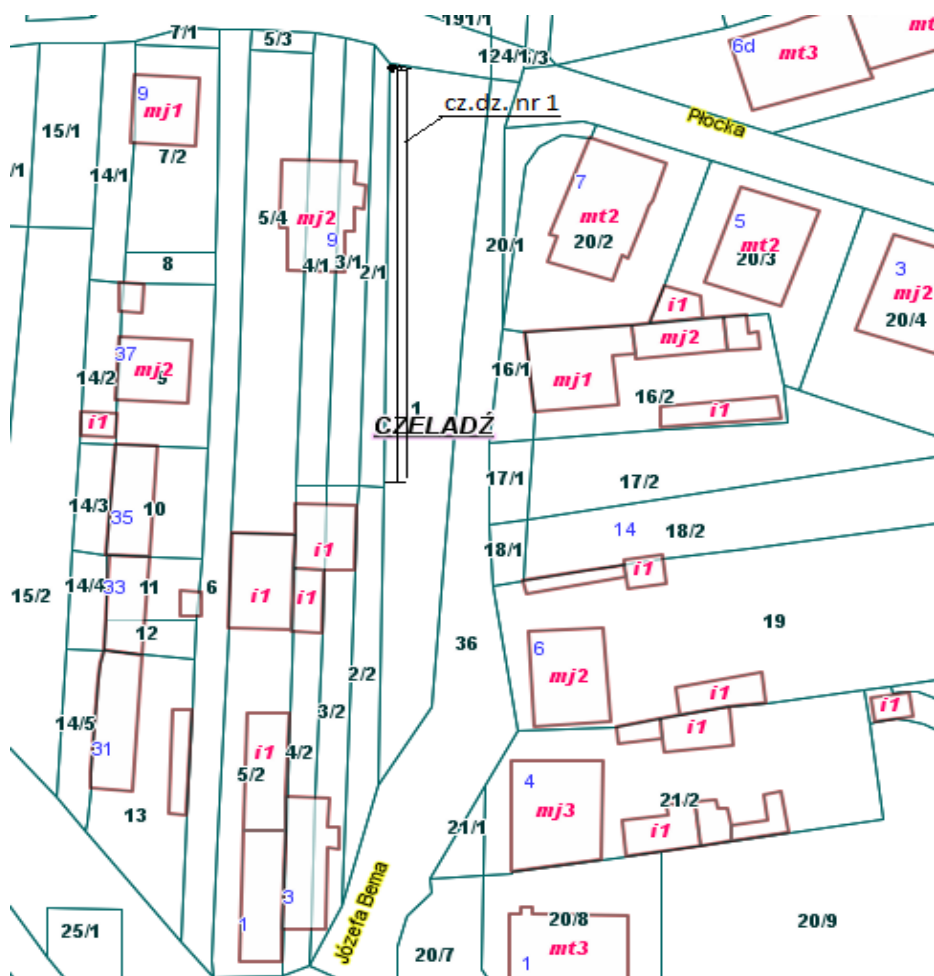 191/1
7/1
5/3
124/1
6/3
6d
mt3
cz.dz. nr 1
Płocka
9
mj1
7/2
15/1
14/1
/1
7
mt2
20/2
20/1
5
mt2
20/3
3
mj2
20/4
5/4
mj2
9
4/1
3/1
2/1
8
i1
mj2
37
mj2
9
14/2
i1
16/1
mj1
16/2
i1
1
CZELADŹ
17/1
17/2
14/3
10
35
14
18/2
18/1
i1
i1
i1
i1
14/4
33
11
6
15/2
12
19
36
6
mj2
2/2
i1
3/2
14/5
31
i1
4/2
5/2
i1
i1
4
mj3
21/2
i1
21/1
13
3
1
Józefa Bema
25/1
20/7
20/8
mt3
1
20/9